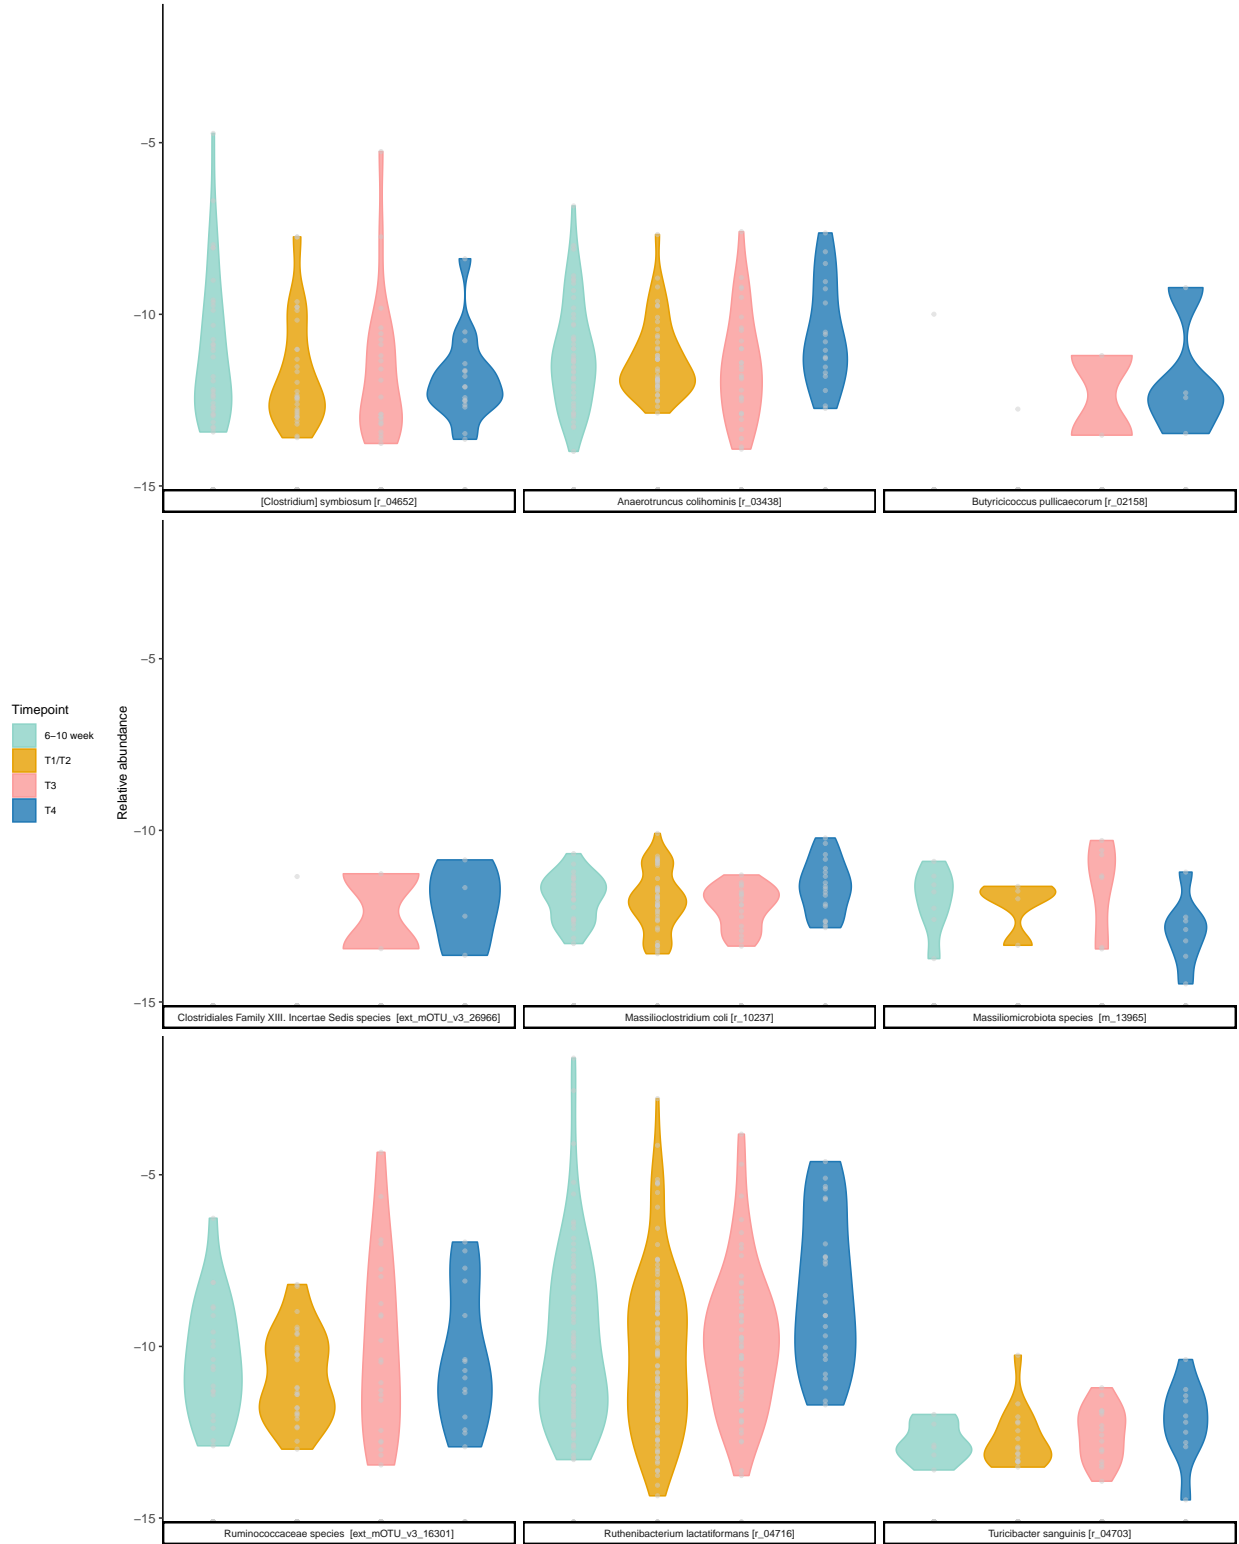 −5
−10
−15
[Clostridium] symbiosum [r_04652]
Anaerotruncus colihominis [r_03438]
Butyricicoccus pullicaecorum [r_02158]
Timepoint
6−10 week
T1/T2
T3
T4
Relative abundance
−5
−10
−15
Clostridiales Family XIII. Incertae Sedis species  [ext_mOTU_v3_26966]
Massilioclostridium coli [r_10237]
Massiliomicrobiota species  [m_13965]
−5
−10
−15
Ruminococcaceae species  [ext_mOTU_v3_16301]
Ruthenibacterium lactatiformans [r_04716]
Turicibacter sanguinis [r_04703]